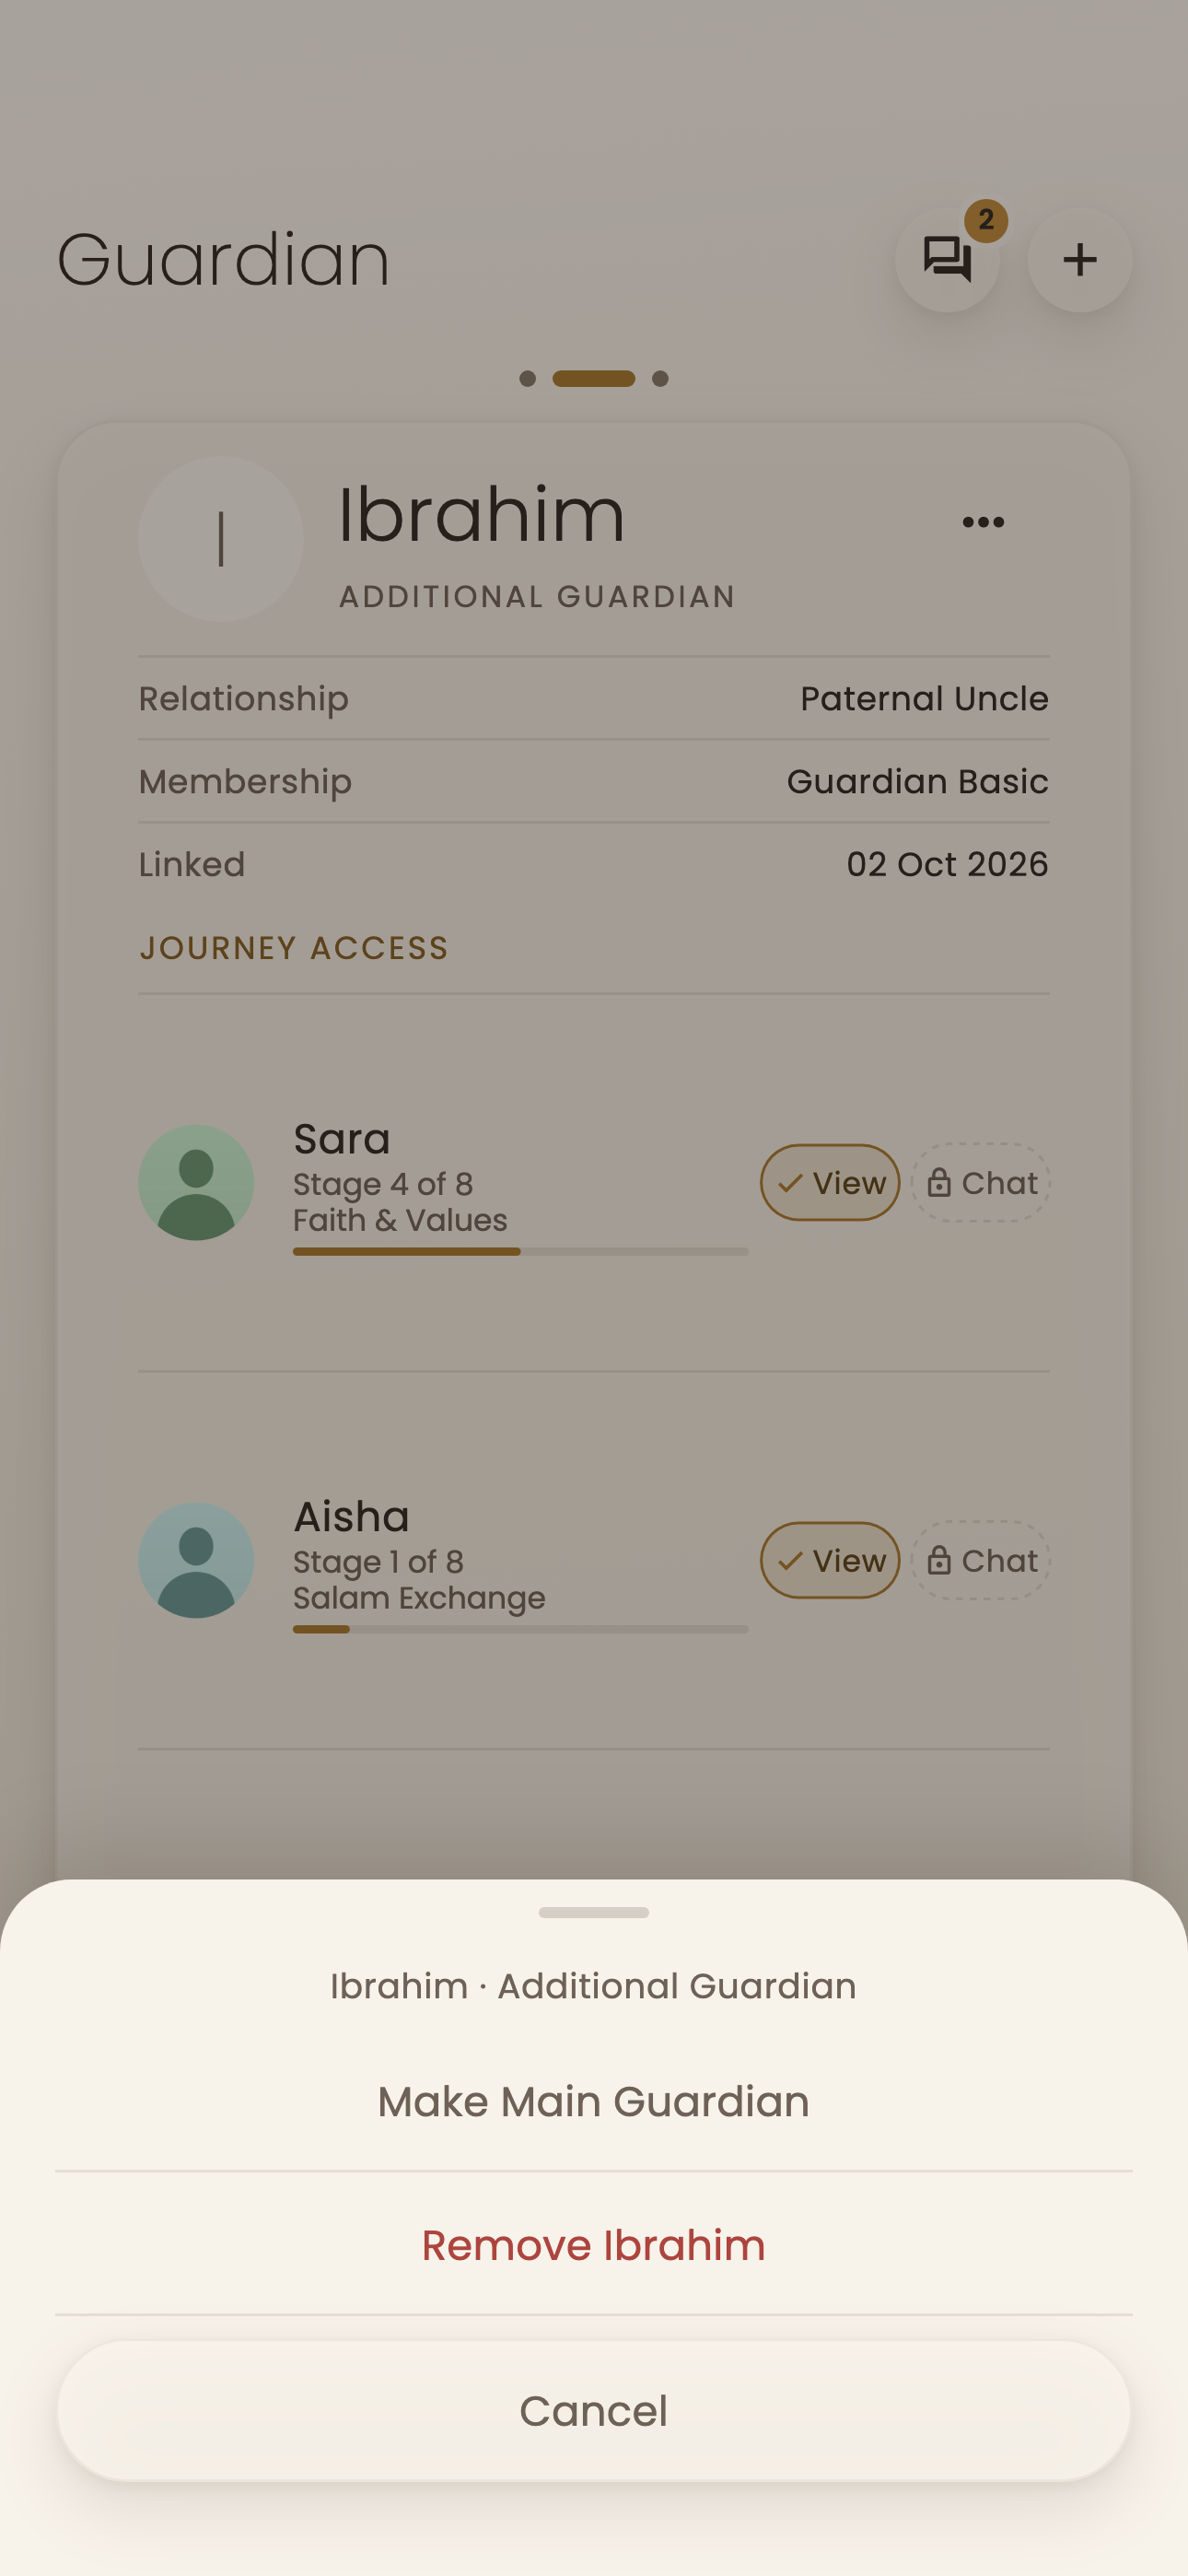 Guardian
2
I
Ibrahim
ADDITIONAL GUARDIAN
Relationship Paternal Uncle
Membership Guardian Basic
Linked 02 Oct 2026
JOURNEY ACCESS
Sara
Stage 4 of 8
Faith & Values
View Chat
Aisha
Stage 1 of 8
Salam Exchange
View Chat
Ibrahim · Additional Guardian
Make Main Guardian
Remove Ibrahim
Cancel